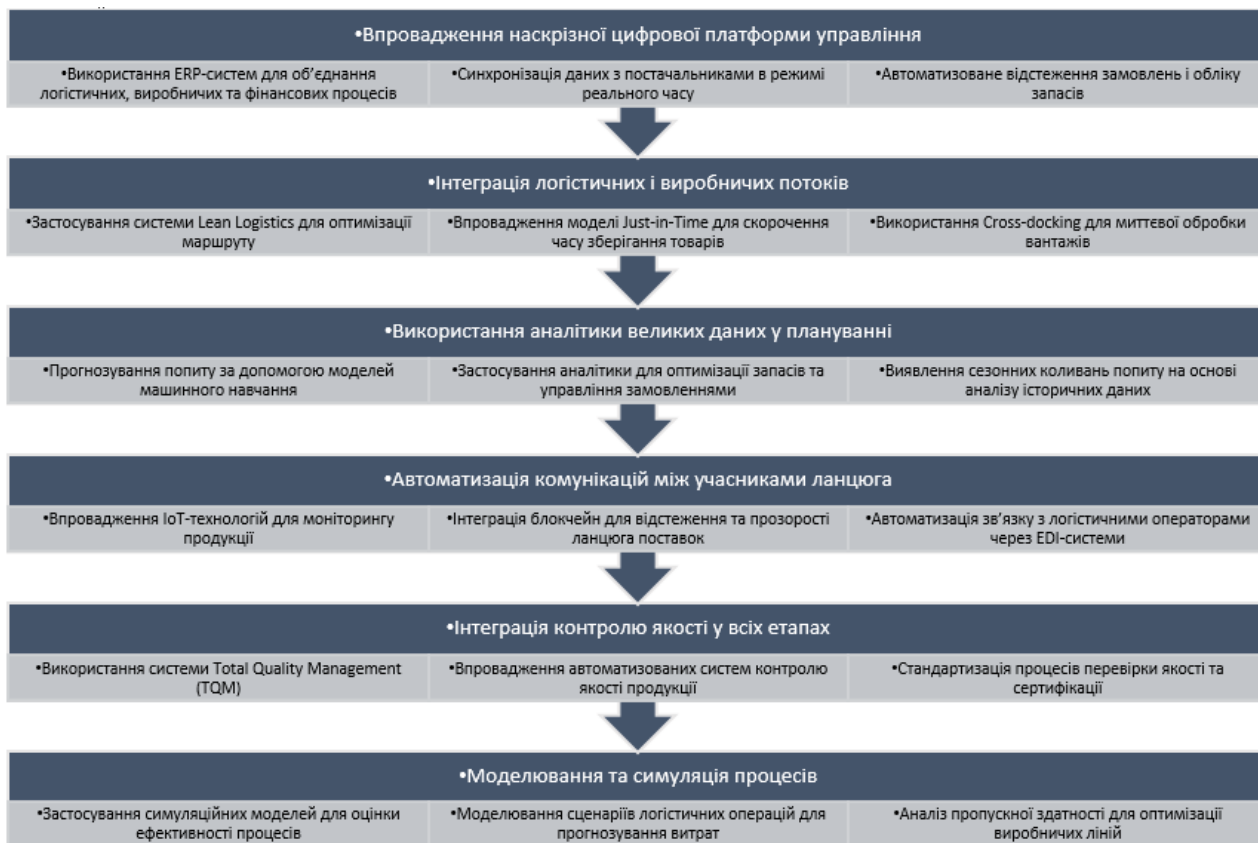 •Впровадження наскрізної цифрової платформи управління
•Використання ERP-систем для об’єднання
логістичних, виробничих та фінансових процесів
•Синхронізація даних з постачальниками в режимі
реального часу
•Автоматизоване відстеження замовлень і обліку
запасів
•Інтеграція логістичних і виробничих потоків
•Застосування системи Lean Logistics для оптимізації
маршруту
•Впровадження моделі Just-in-Time для скорочення
часу зберігання товарів
•Використання Cross-docking для миттєвої обробки
вантажів
•Використання аналітики великих даних у плануванні
•Прогнозування попиту за допомогою моделей
машинного навчання
•Застосування аналітики для оптимізації запасів та
управління замовленнями
•Виявлення сезонних коливань попиту на основі
аналізу історичних даних
•Автоматизація комунікацій між учасниками ланцюга
•Впровадження IoT-технологій для моніторингу
продукції
•Інтеграція блокчейн для відстеження та прозорості
ланцюга поставок
•Автоматизація зв’язку з логістичними операторами
через EDI-системи
•Інтеграція контролю якості у всіх етапах
•Використання системи Total Quality Management
(TQM)
•Впровадження автоматизованих систем контролю
якості продукції
•Стандартизація процесів перевірки якості та
сертифікації
•Моделювання та симуляція процесів
•Застосування симуляційних моделей для оцінки
ефективності процесів
•Моделювання сценаріїв логістичних операцій для
прогнозування витрат
•Аналіз пропускної здатності для оптимізації
виробничих ліній